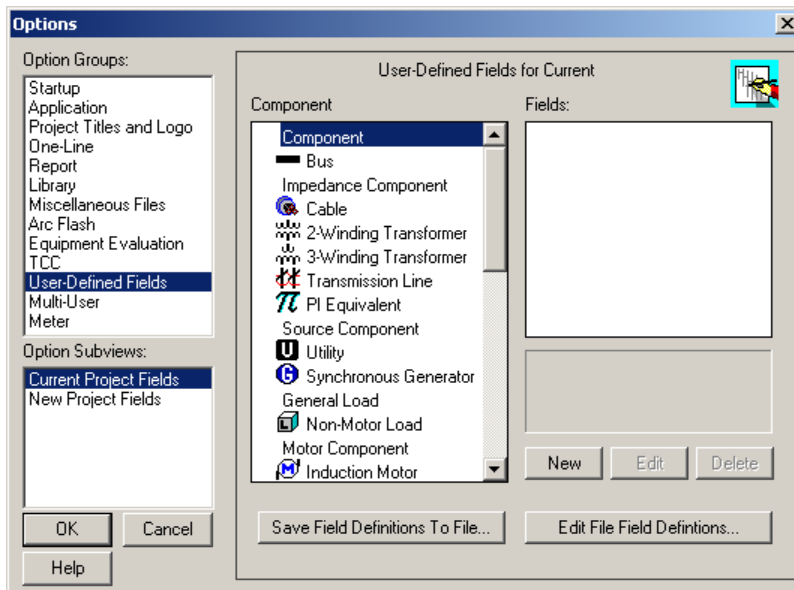 Options
Option Groups:
Startup
Application
Project Titles and Logo
One-Line
Report
Library
Miscellaneous Files
Arc Flash
Equipment Evaluation
TCC
User-Defined Fields
Multi-User
Meter
Option Subviews:
Current Project Fields
New Project Fields
OK
Cancel
Help
User-Defined Fields for Current
Component
Component
Bus
Impedance Component
Cable
2-Winding Transformer
3-Winding Transformer
Transmission Line
PI Equivalent
Source Component
U Utility
G Synchronous Generator
General Load
Non-Motor Load
Motor Component
M Induction Motor
Fields:
New
Edit
Delete
Save Field Definitions To File...
Edit File Field Defintions...